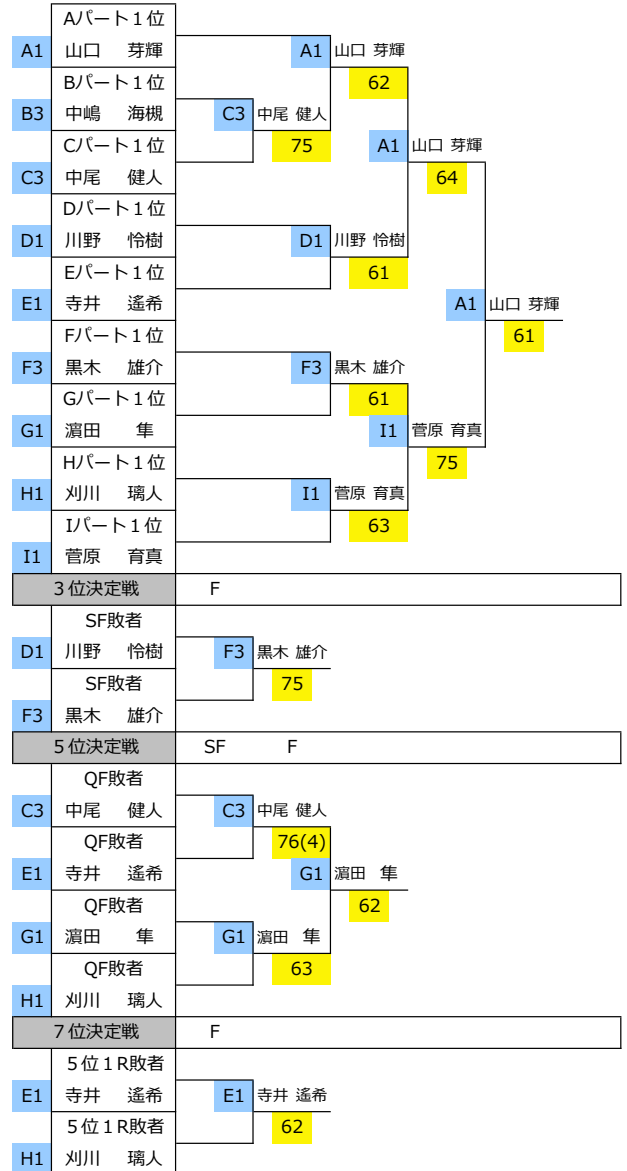 Aパート１位
A1 山口 芽輝 A1 山口 芽輝
Bパート１位 62
B3 中嶋 海槻 C3 中尾 健人
Cパート１位 75 A1 山口 芽輝
C3 中尾 健人 64
Dパート１位
D1 川野 怜樹 D1 川野 怜樹
Eパート１位 61
E1 寺井 遙希 A1 山口 芽輝
Fパート１位 61
F3 黒木 雄介 F3 黒木 雄介
Gパート１位 61
G1 濵田 隼 I1 菅原 育真
Hパート１位 75
H1 刈川 璃人 I1 菅原 育真
Iパート１位 63
I1 菅原 育真
３位決定戦 F
SF敗者
D1 川野 怜樹 F3 黒木 雄介
SF敗者 75
F3 黒木 雄介
５位決定戦 SF F
QF敗者
C3 中尾 健人 C3 中尾 健人
QF敗者 76(4)
E1 寺井 遙希 G1 濵田 隼
QF敗者 62
G1 濵田 隼 G1 濵田 隼
QF敗者 63
H1 刈川 璃人
７位決定戦 F
５位１R敗者
E1 寺井 遙希 E1 寺井 遙希
５位１R敗者 62
H1 刈川 璃人